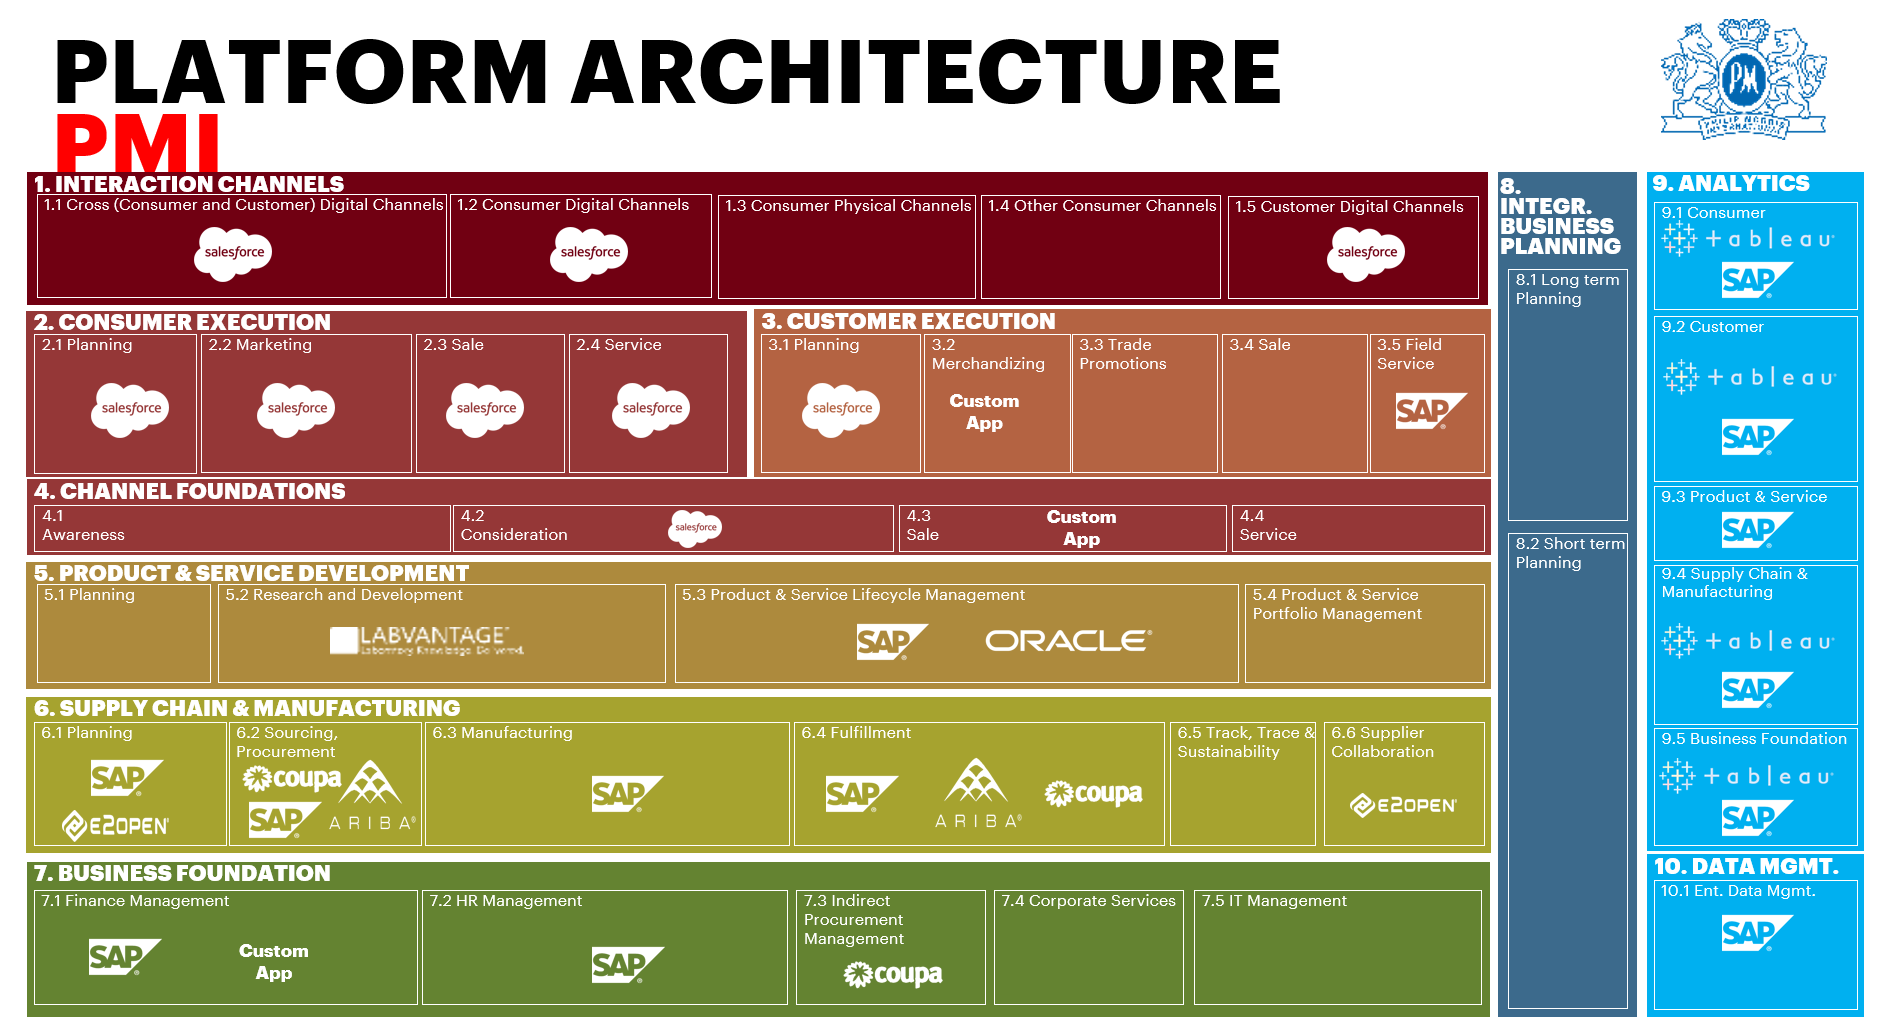 PLATFORM ARCHITECTURE
PMI
PM
PHILIP MORRIS
INTERNATIONAL
1. INTERACTION CHANNELS
1.1 Cross (Consumer and Customer) Digital Channels
salesforce
1.2 Consumer Digital Channels
salesforce
1.3 Consumer Physical Channels
1.4 Other Consumer Channels
1.5 Customer Digital Channels
salesforce
2. CONSUMER EXECUTION
2.1 Planning
salesforce
2.2 Marketing
salesforce
2.3 Sale
salesforce
2.4 Service
salesforce
3. CUSTOMER EXECUTION
3.1 Planning
salesforce
3.2
Merchandizing
Custom
App
3.3 Trade
Promotions
3.4 Sale
3.5 Field
Service
SAP
4. CHANNEL FOUNDATIONS
4.1
Awareness
4.2
Consideration
salesforce
4.3
Sale
Custom
App
4.4
Service
5. PRODUCT & SERVICE DEVELOPMENT
5.1 Planning
5.2 Research and Development
LABVANTAGE™
Laboratory Knowledge. Delivered.
5.3 Product & Service Lifecycle Management
SAP®
ORACLE®
5.4 Product & Service
Portfolio Management
6. SUPPLY CHAIN & MANUFACTURING
6.1 Planning
SAP®
E2OPEN
6.2 Sourcing,
Procurement
coupa
SAP®
ARIBA®
6.3 Manufacturing
SAP®
6.4 Fulfillment
SAP®
ARIBA®
coupa
6.5 Track, Trace &
Sustainability
6.6 Supplier
Collaboration
E2OPEN
7. BUSINESS FOUNDATION
7.1 Finance Management
SAP®
Custom
App
7.2 HR Management
SAP®
7.3 Indirect
Procurement
Management
coupa
7.4 Corporate Services
7.5 IT Management
8.
INTEGR.
BUSINESS
PLANNING
8.1 Long term
Planning
8.2 Short term
Planning
9. ANALYTICS
9.1 Consumer
+ableau
SAP®
9.2 Customer
+ableau
SAP®
9.3 Product & Service
SAP®
9.4 Supply Chain &
Manufacturing
+ableau
SAP®
9.5 Business Foundation
+ableau
SAP®
10. DATA MGMT.
10.1 Ent. Data Mgmt.
SAP®